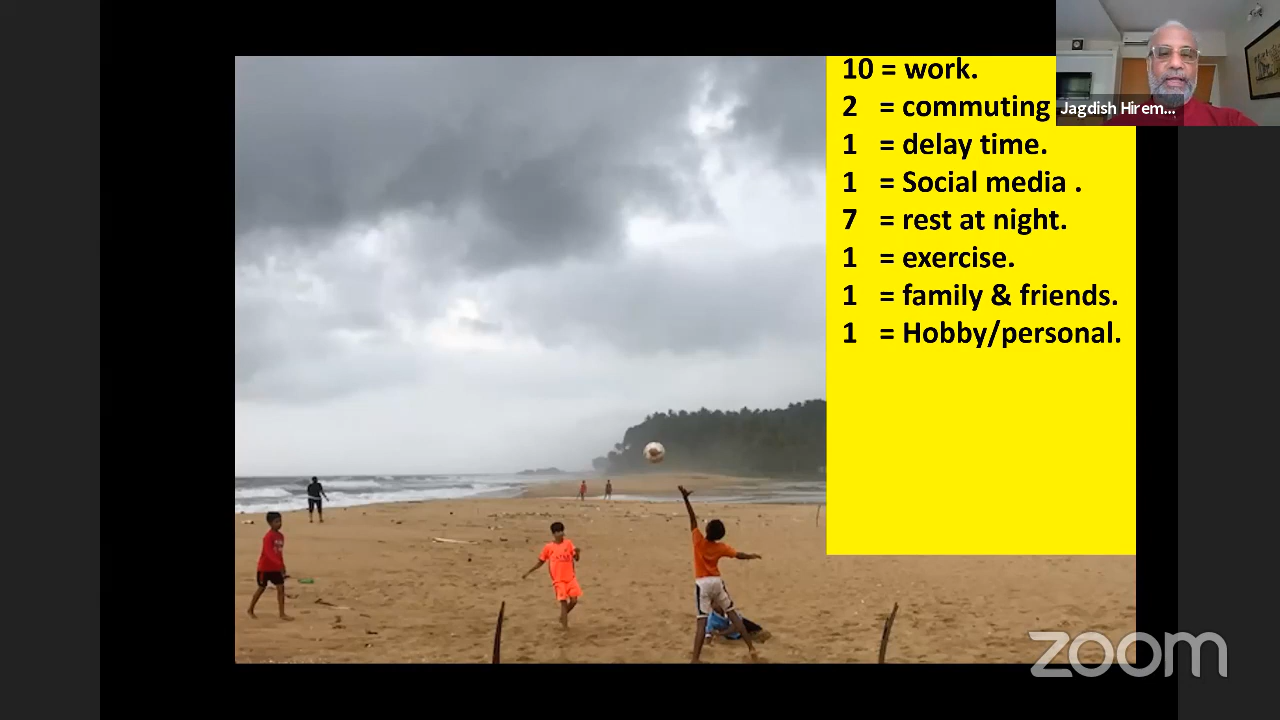 10 = work.
2 = commuting
1 = delay time.
1 = Social media .
7 = rest at night.
1 = exercise.
1 = family & friends.
1 = Hobby/personal.
Jagdish Hirem...
zoom